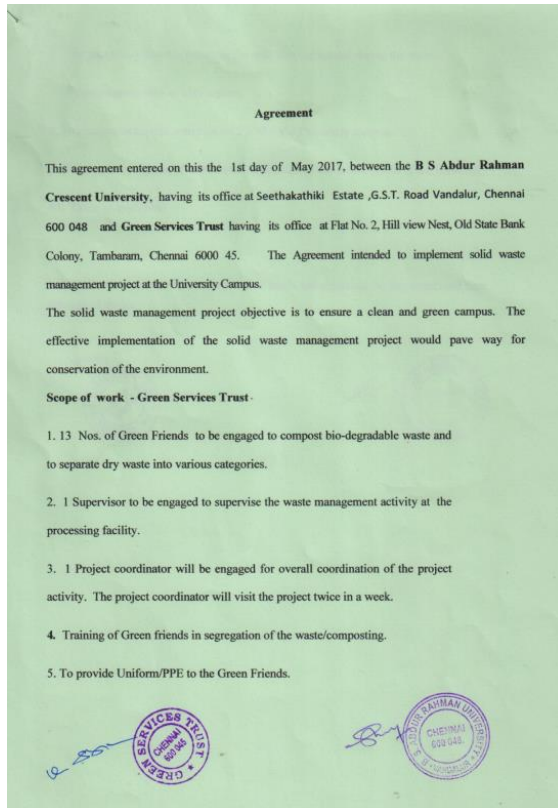 Agreement
This agreement entered on this the 1st day of May 2017, between the B S Abdur Rahman
Crescent University, having its office at Seethakathiki Estate ,G.S.T. Road Vandalur, Chennai
600 048 and Green Services Trust having its office at Flat No. 2, Hill view Nest, Old State Bank
Colony, Tambaram, Chennai 6000 45. The Agreement intended to implement solid waste
management project at the University Campus.
The solid waste management project objective is to ensure a clean and green campus. The
effective implementation of the solid waste management project would pave way for
conservation of the environment.
Scope of work - Green Services Trust-
1. 13 Nos. of Green Friends to be engaged to compost bio-degradable waste and
to separate dry waste into various categories.
2. 1 Supervisor to be engaged to supervise the waste management activity at the
processing facility.
3. 1 Project coordinator will be engaged for overall coordination of the project
activity. The project coordinator will visit the project twice in a week.
4. Training of Green friends in segregation of the waste/composting.
5. To provide Uniform/PPE to the Green Friends.
GREEN SERVICES TRUST
CHENNAI
600 045
ABDUR RAHMAN UNIVERSITY
CHENNAI
600 048.